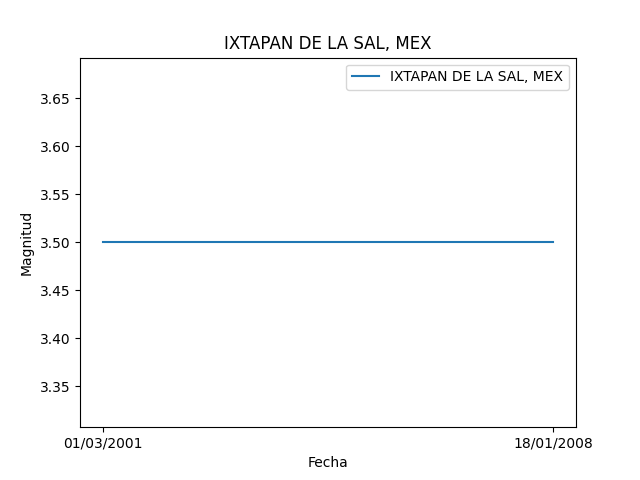 IXTAPAN DE LA SAL, MEX
IXTAPAN DE LA SAL, MEX
3.65
3.60
3.55
3.50
3.45
3.40
3.35
Magnitud
01/03/2001
18/01/2008
Fecha